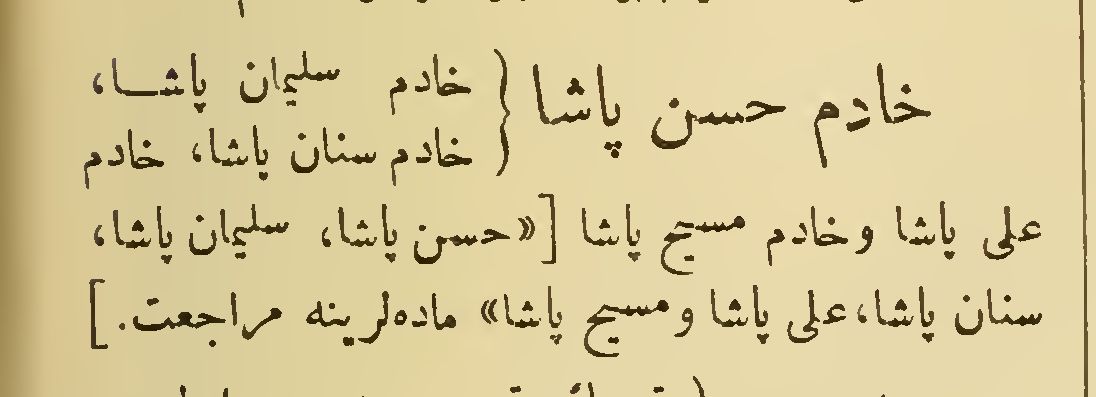 خادم حسن پاشا { خادم سلیمان پاشا،
خادم سنان پاشا، خادم
علی پاشا وخادم مسیح پاشا [«حسن پاشا، سلیمان پاشا،
سنان پاشا، علی پاشا ومسیح پاشا» ماده‌لرینه مراجعت.]